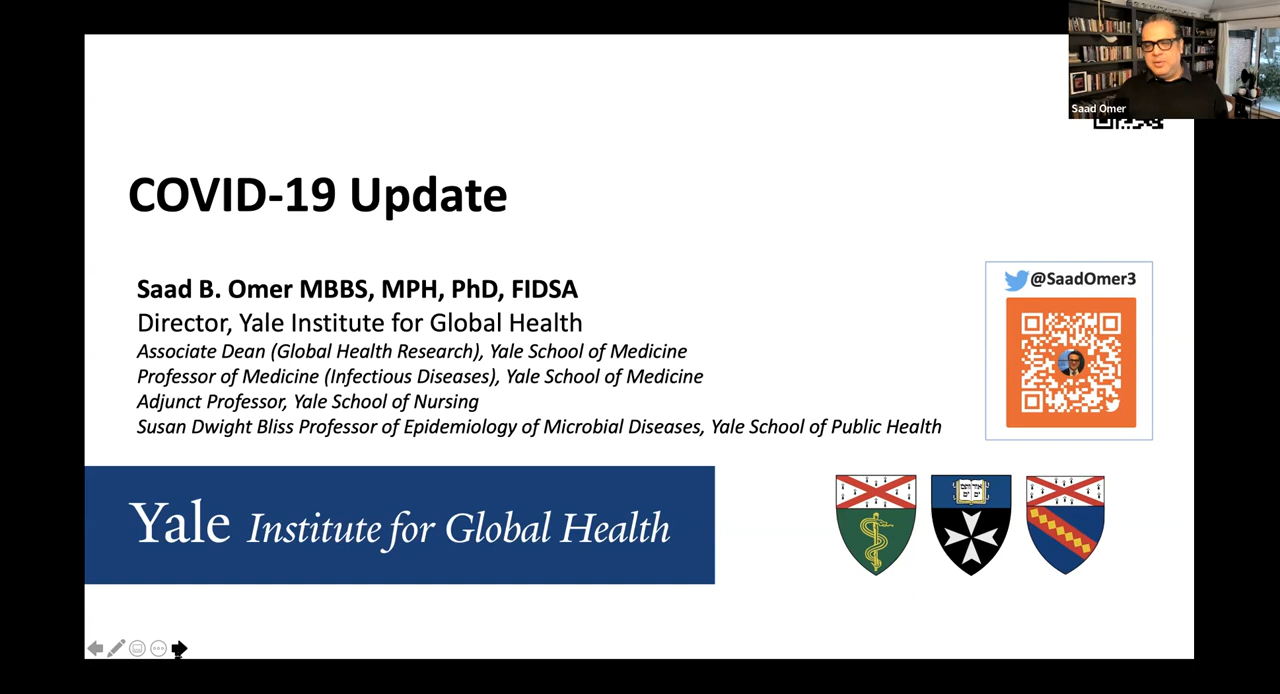 Saad Omer
COVID-19 Update
Saad B. Omer MBBS, MPH, PhD, FIDSA
Director, Yale Institute for Global Health
Associate Dean (Global Health Research), Yale School of Medicine
Professor of Medicine (Infectious Diseases), Yale School of Medicine
Adjunct Professor, Yale School of Nursing
Susan Dwight Bliss Professor of Epidemiology of Microbial Diseases, Yale School of Public Health
@SaadOmer3
Yale Institute for Global Health